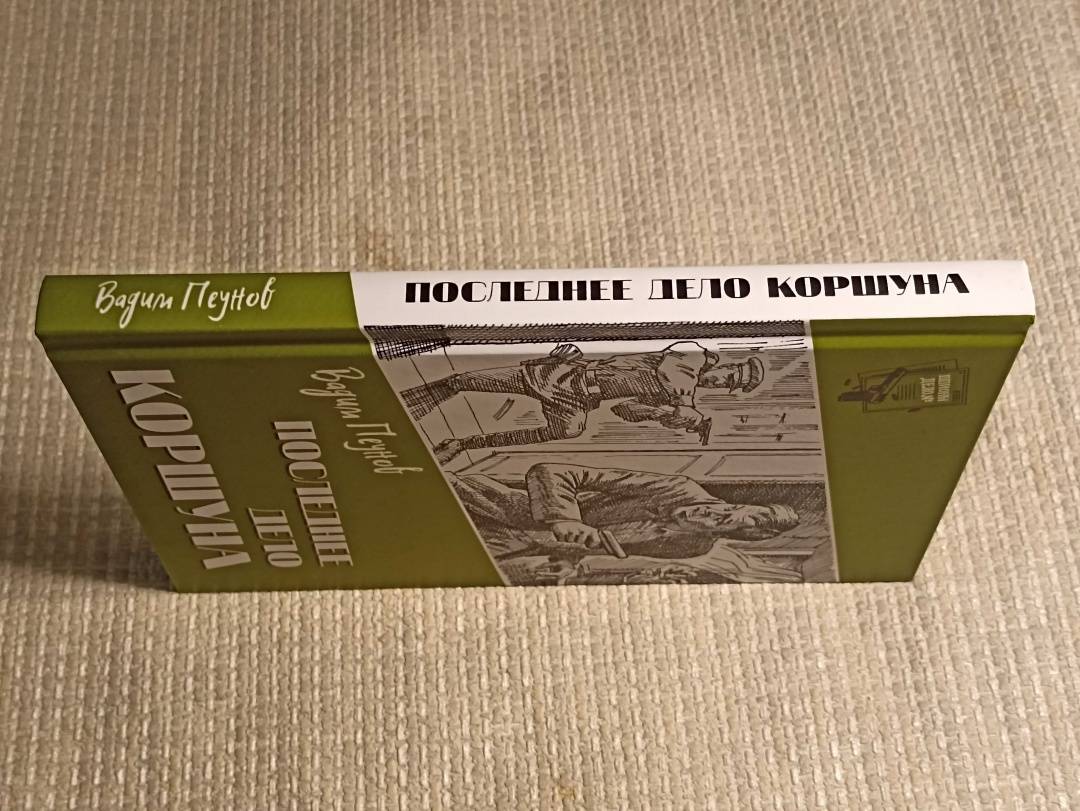 Вадим Пеунов
ПОСЛЕДНЕЕ ДЕЛО КОРШУНА
Вадим Пеунов
ПОСЛЕДНЕЕ
ДЕЛО
КОРШУНА